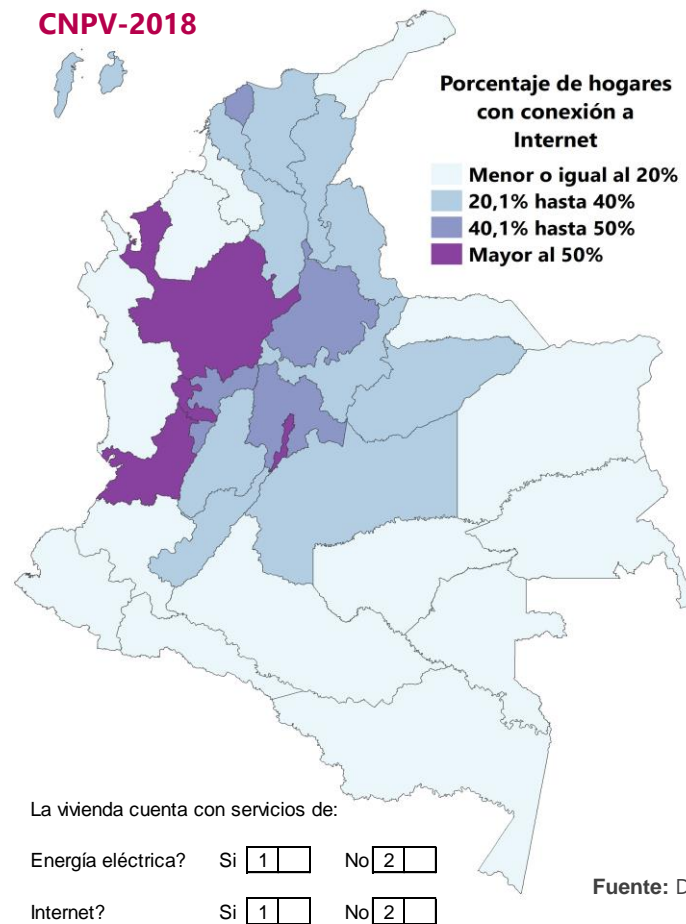 CNPV-2018
Porcentaje de hogares
con conexión a
Internet
Menor o igual al 20%
20,1% hasta 40%
40,1% hasta 50%
Mayor al 50%
La vivienda cuenta con servicios de:
Energía eléctrica? Si 1 No 2
Internet? Si 1 No 2
Fuente: D